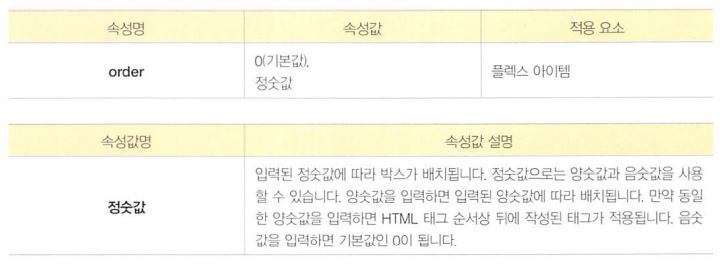 속성명 속성값 적용 요소
order 0(기본값), 플렉스 아이템
정숫값
속성값명 속성값 설명
정숫값
입력된 정숫값에 따라 박스가 배치됩니다. 정숫값으로는 양숫값과 음숫값을 사용
할 수 있습니다. 양숫값을 입력하면 입력된 양숫값에 따라 배치됩니다. 만약 동일
한 양숫값을 입력하면 HTML 태그 순서상 뒤에 작성된 태그가 적용됩니다. 음숫
값을 입력하면 기본값인 0이 됩니다.